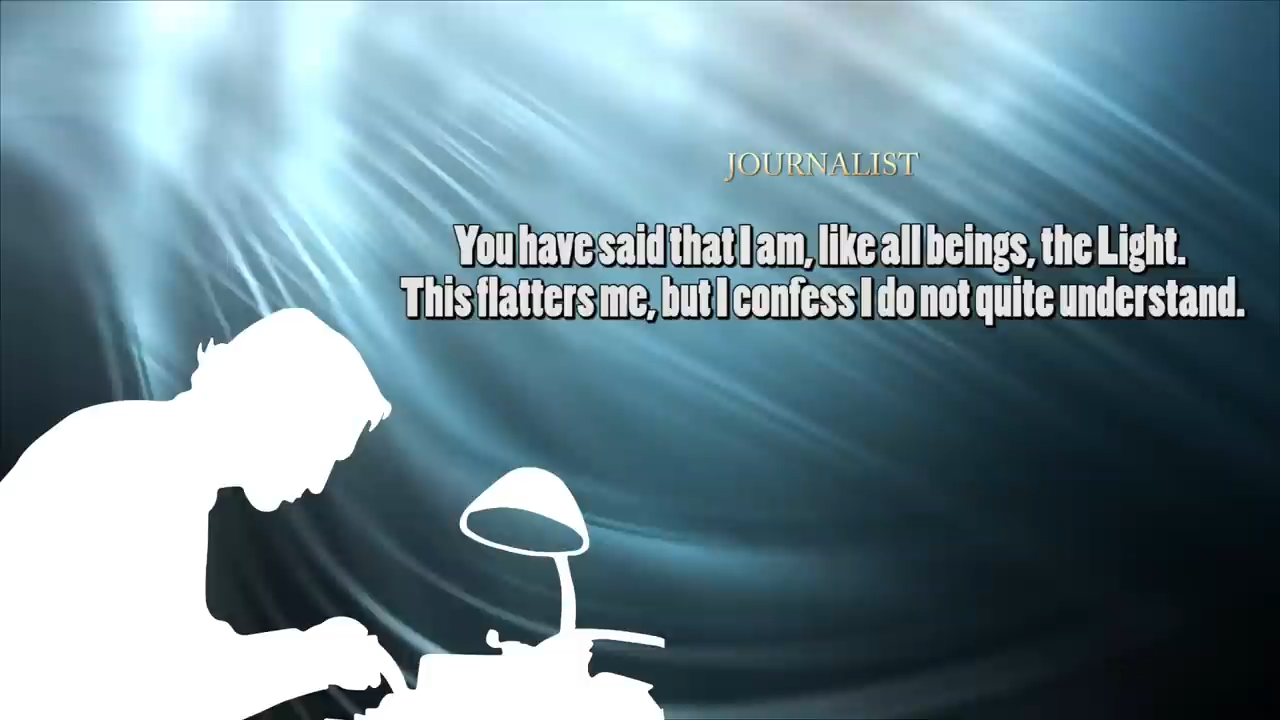 JOURNALIST
You have said that I am, like all beings, the Light.
This flatters me, but I confess I do not quite understand.